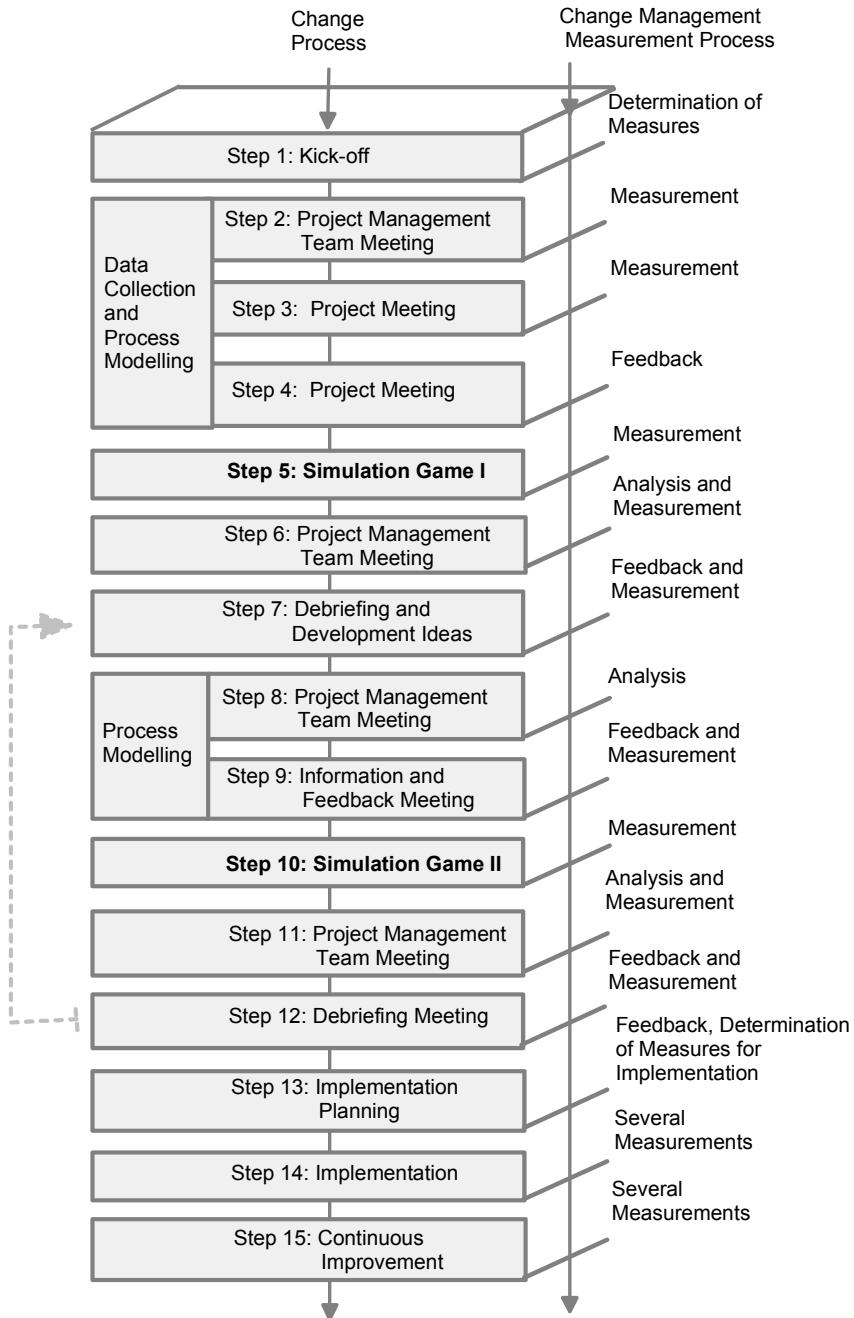 Change
Process
Change Management
Measurement Process
Determination of
Measures
Step 1: Kick-off
Measurement
Step 2: Project Management
Team Meeting
Data
Collection
and
Process
Modelling
Measurement
Step 3: Project Meeting
Feedback
Step 4: Project Meeting
Measurement
Step 5: Simulation Game I
Analysis and
Measurement
Step 6: Project Management
Team Meeting
Feedback and
Measurement
Step 7: Debriefing and
Development Ideas
Analysis
Process
Modelling
Step 8: Project Management
Team Meeting
Feedback and
Measurement
Step 9: Information and
Feedback Meeting
Measurement
Step 10: Simulation Game II
Analysis and
Measurement
Step 11: Project Management
Team Meeting
Feedback and
Measurement
Step 12: Debriefing Meeting
Feedback, Determination
of Measures for
Implementation
Step 13: Implementation
Planning
Several
Measurements
Step 14: Implementation
Several
Measurements
Step 15: Continuous
Improvement